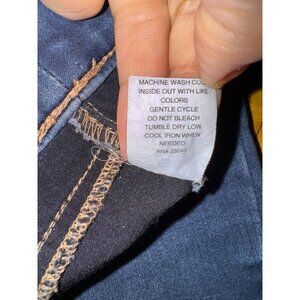 MACHINE WASH COLD
INSIDE OUT WITH LIKE
COLORS
GENTLE CYCLE
DO NOT BLEACH
TUMBLE DRY LOW
COOL IRON WHEN
NEEDED
RN#